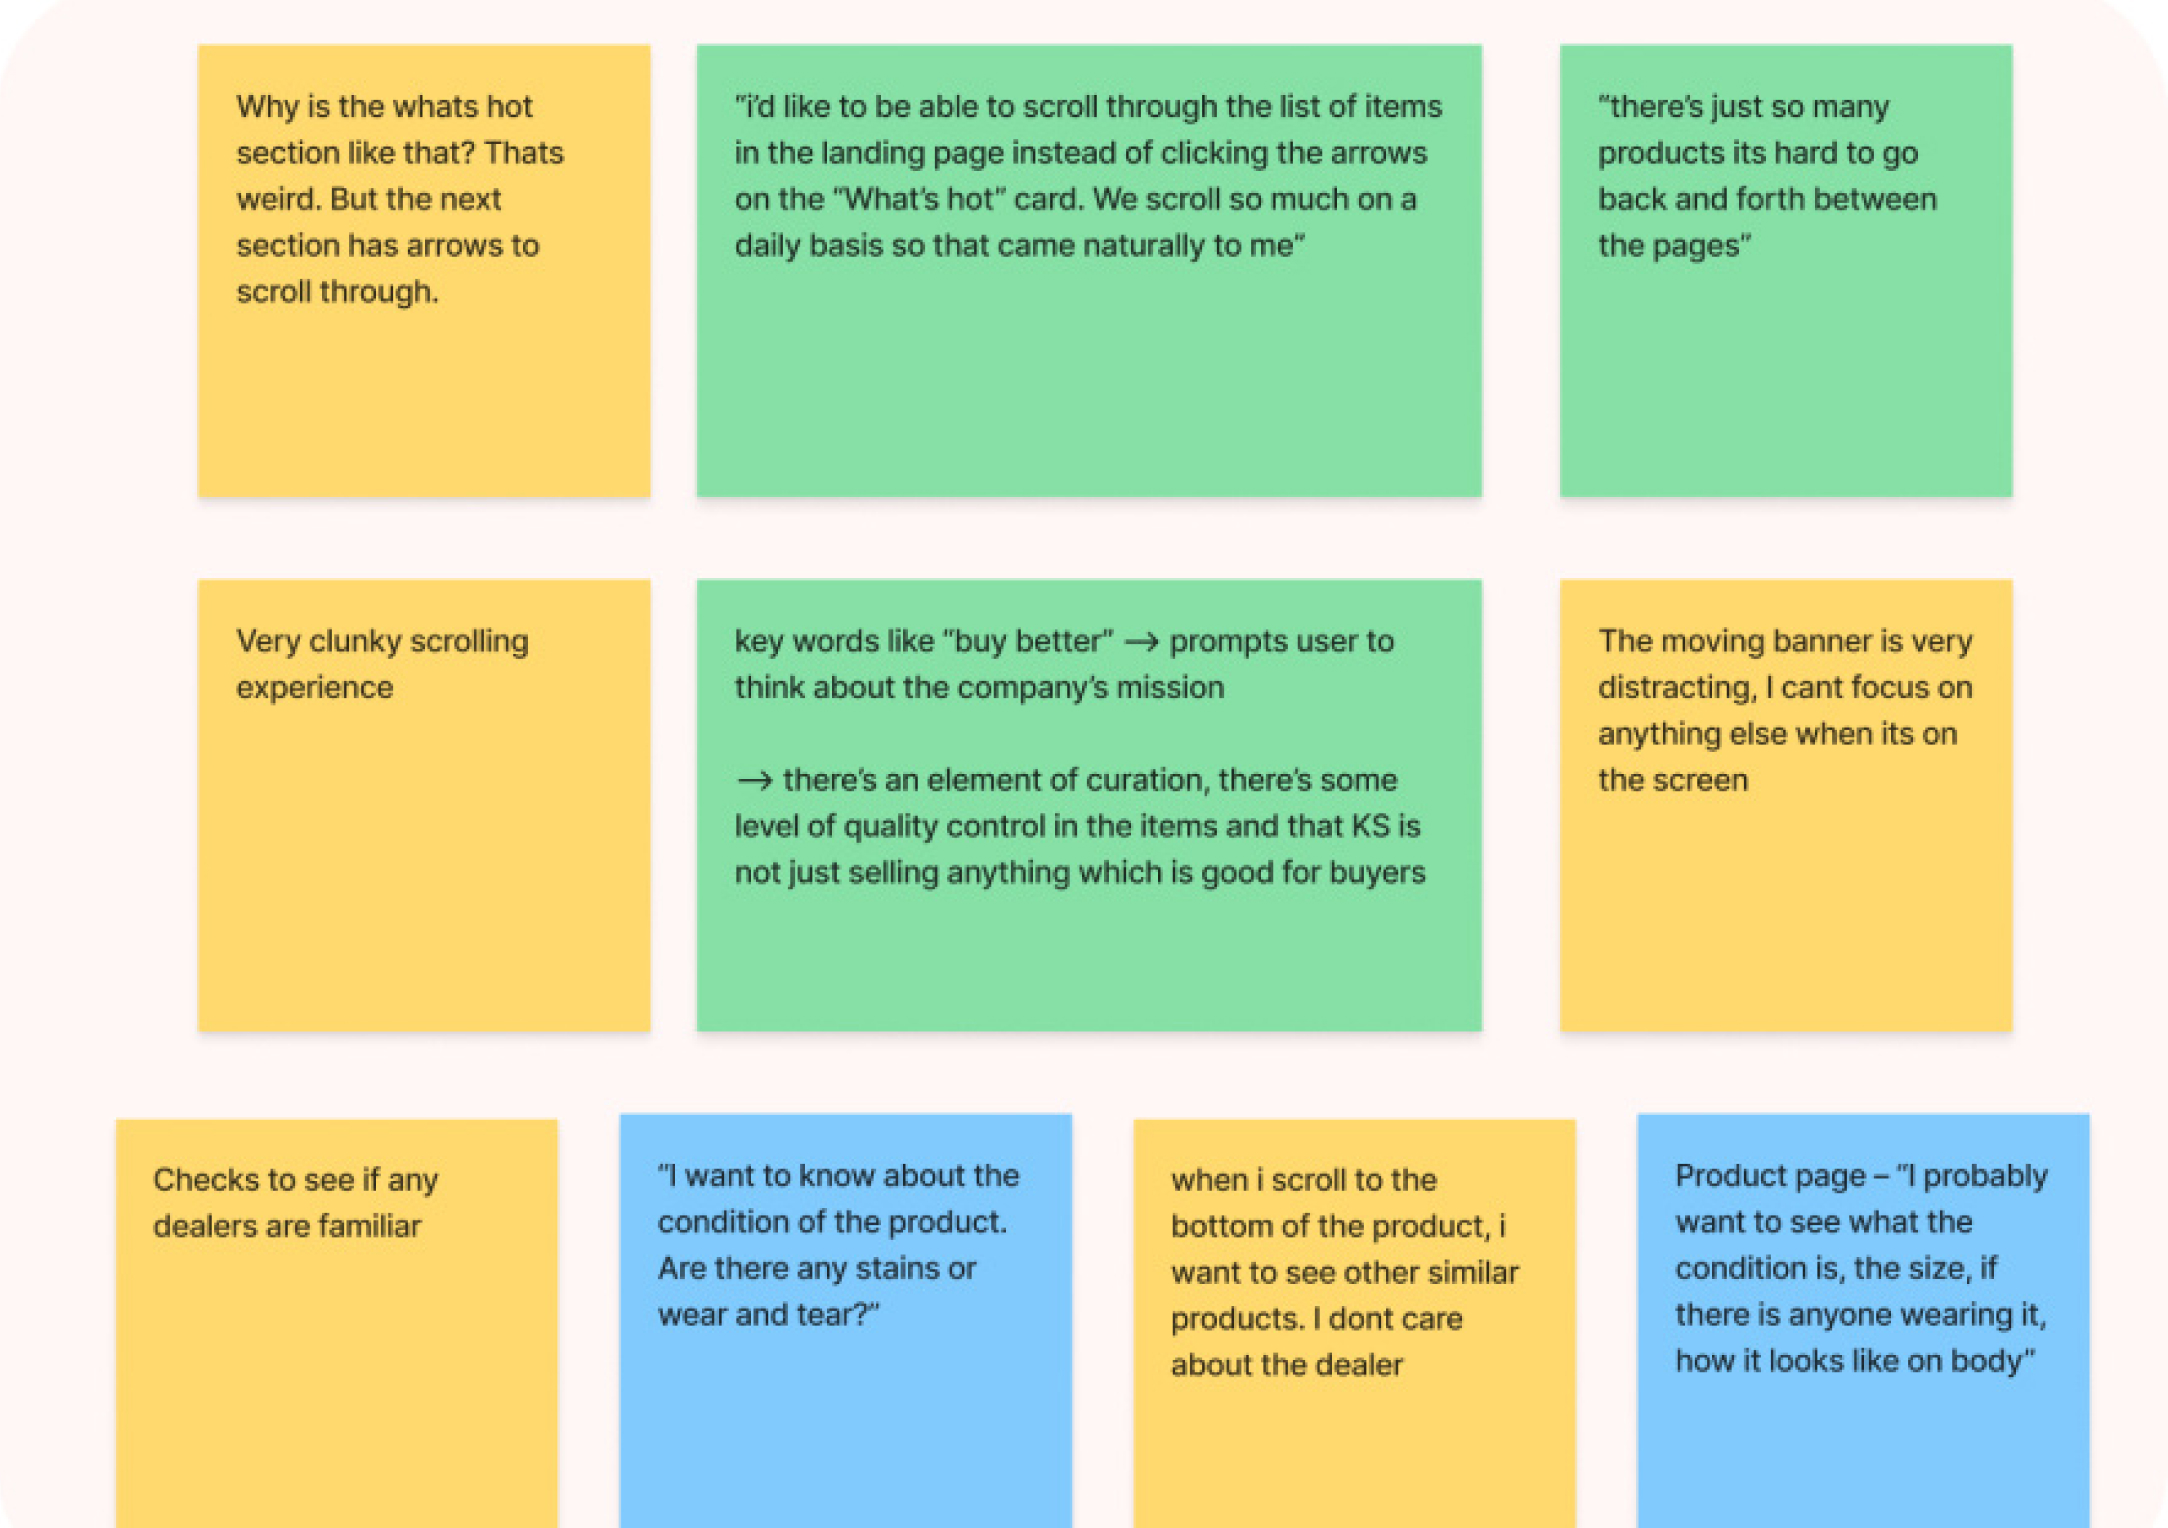 Why is the whats hot
section like that? Thats
weird. But the next
section has arrows to
scroll through.
“i’d like to be able to scroll through the list of items
in the landing page instead of clicking the arrows
on the “What’s hot” card. We scroll so much on a
daily basis so that came naturally to me”
“there’s just so many
products its hard to go
back and forth between
the pages”
Very clunky scrolling
experience
key words like “buy better” → prompts user to
think about the company’s mission
→ there’s an element of curation, there’s some
level of quality control in the items and that KS is
not just selling anything which is good for buyers
The moving banner is very
distracting, I cant focus on
anything else when its on
the screen
Checks to see if any
dealers are familiar
“I want to know about the
condition of the product.
Are there any stains or
wear and tear?”
when i scroll to the
bottom of the product, i
want to see other similar
products. I dont care
about the dealer
Product page – “I probably
want to see what the
condition is, the size, if
there is anyone wearing it,
how it looks like on body”